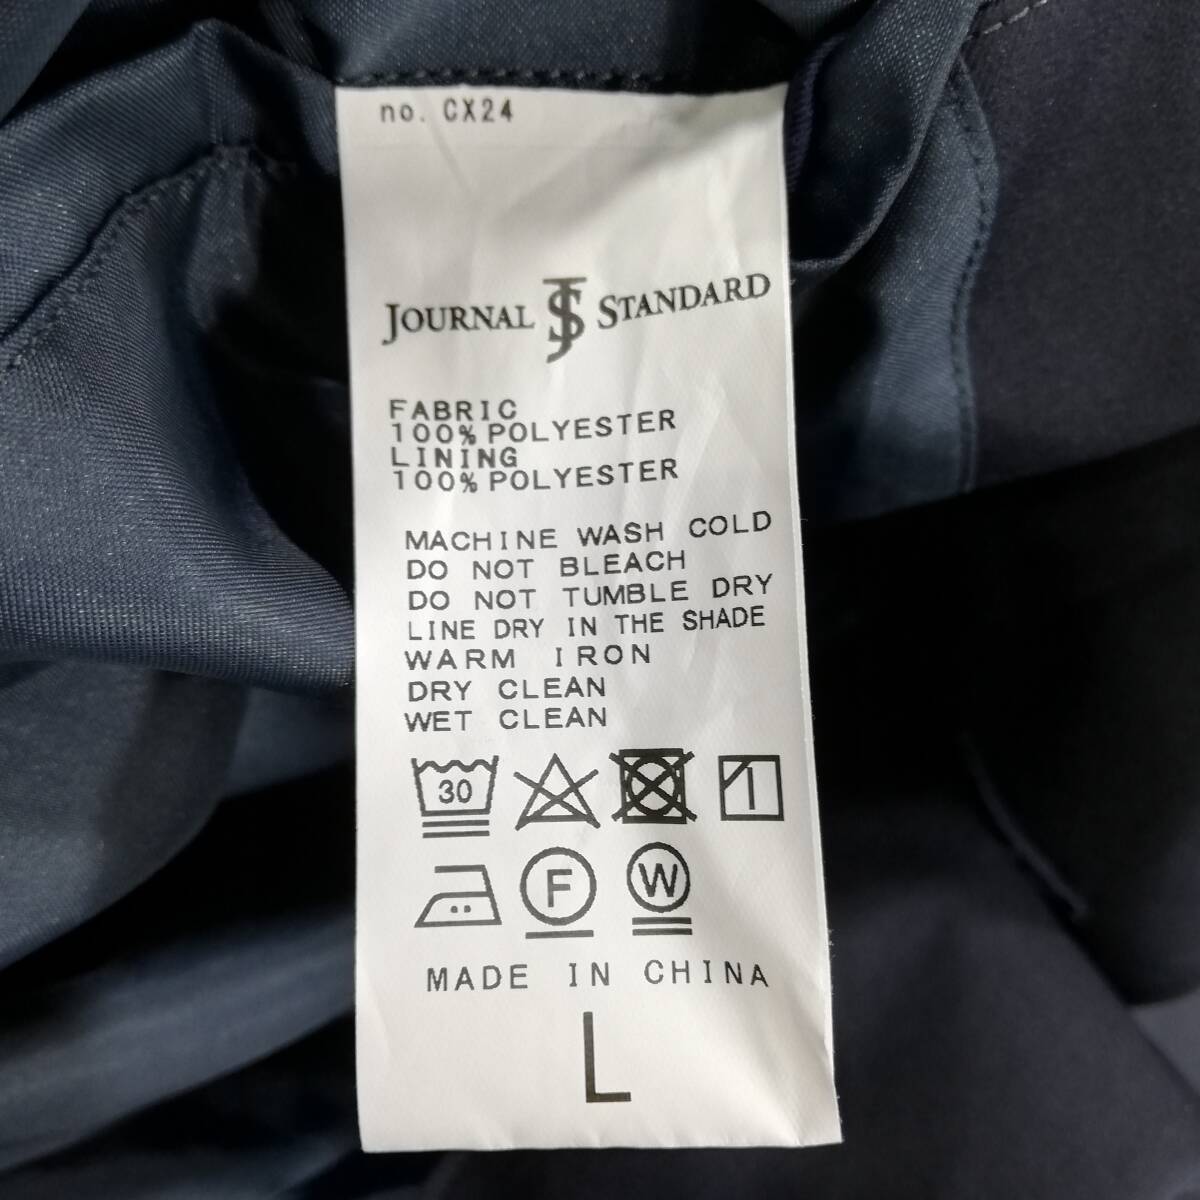 no. CX24
JOURNAL JS STANDARD
FABRIC
100% POLYESTER
LINING
100% POLYESTER
MACHINE WASH COLD
DO NOT BLEACH
DO NOT TUMBLE DRY
LINE DRY IN THE SHADE
WARM IRON
DRY CLEAN
WET CLEAN
30
F W
MADE IN CHINA
L